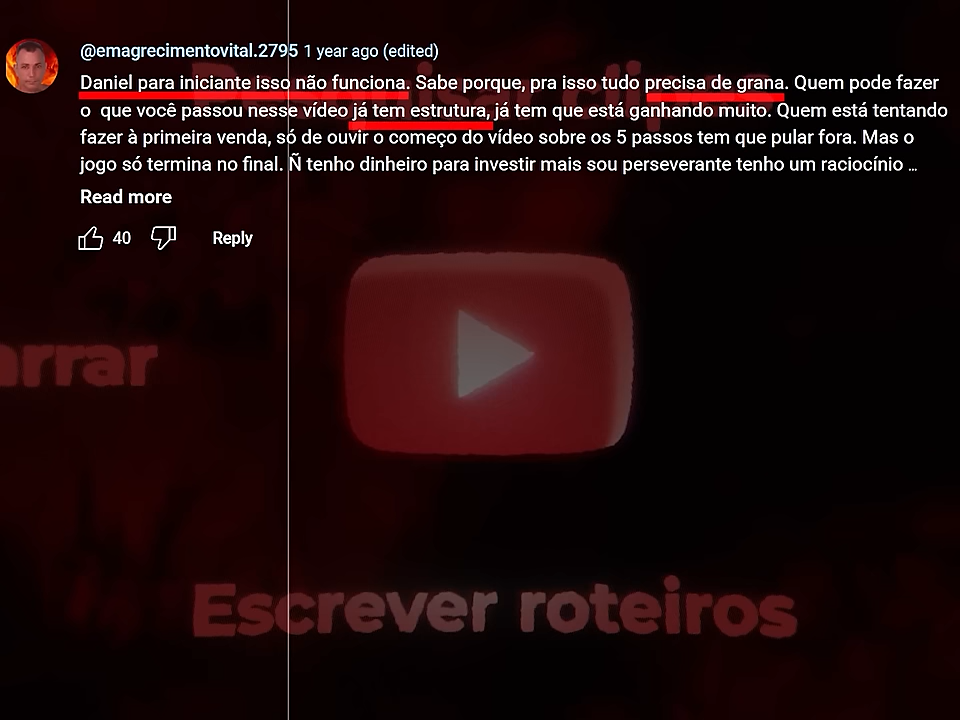 @emagrecimentovital.2795 1 year ago (edited)
Daniel para iniciante isso não funciona. Sabe porque, pra isso tudo precisa de grana. Quem pode fazer
o que você passou nesse vídeo já tem estrutura, já tem que está ganhando muito. Quem está tentando
fazer à primeira venda, só de ouvir o começo do vídeo sobre os 5 passos tem que pular fora. Mas o
jogo só termina no final. Ñ tenho dinheiro para investir mais sou perseverante tenho um raciocínio ...
Read more
40 Reply
arrar
Escrever roteiros